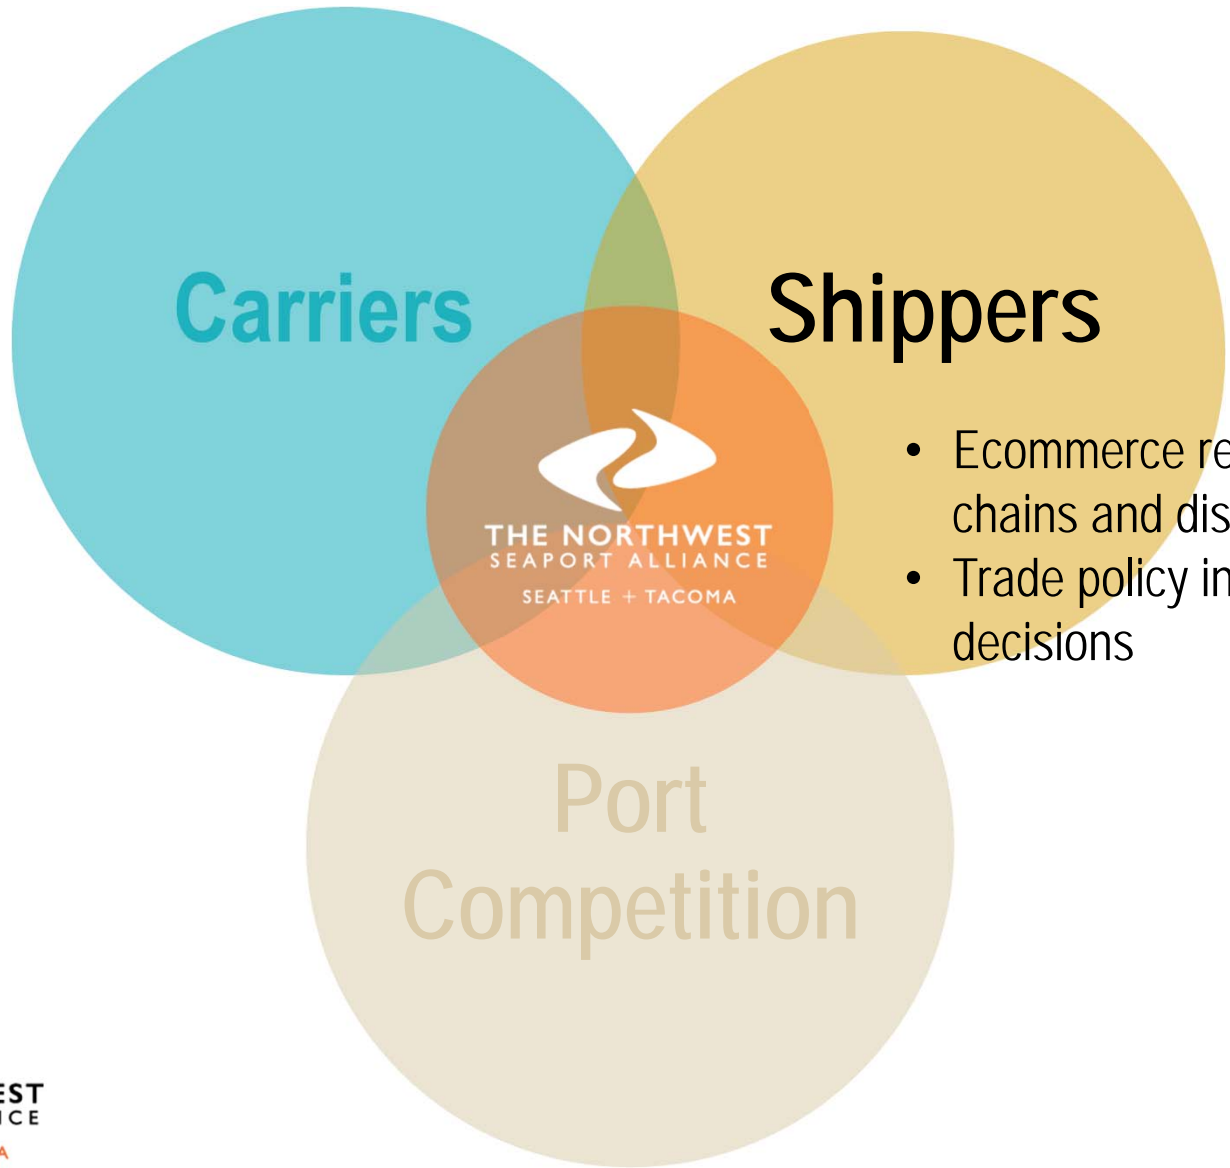 Carriers
Shippers
THE NORTHWEST
SEAPORT ALLIANCE
SEATTLE + TACOMA
• Ecommerce
chains and
• Trade policy
decisions
Port
Competition